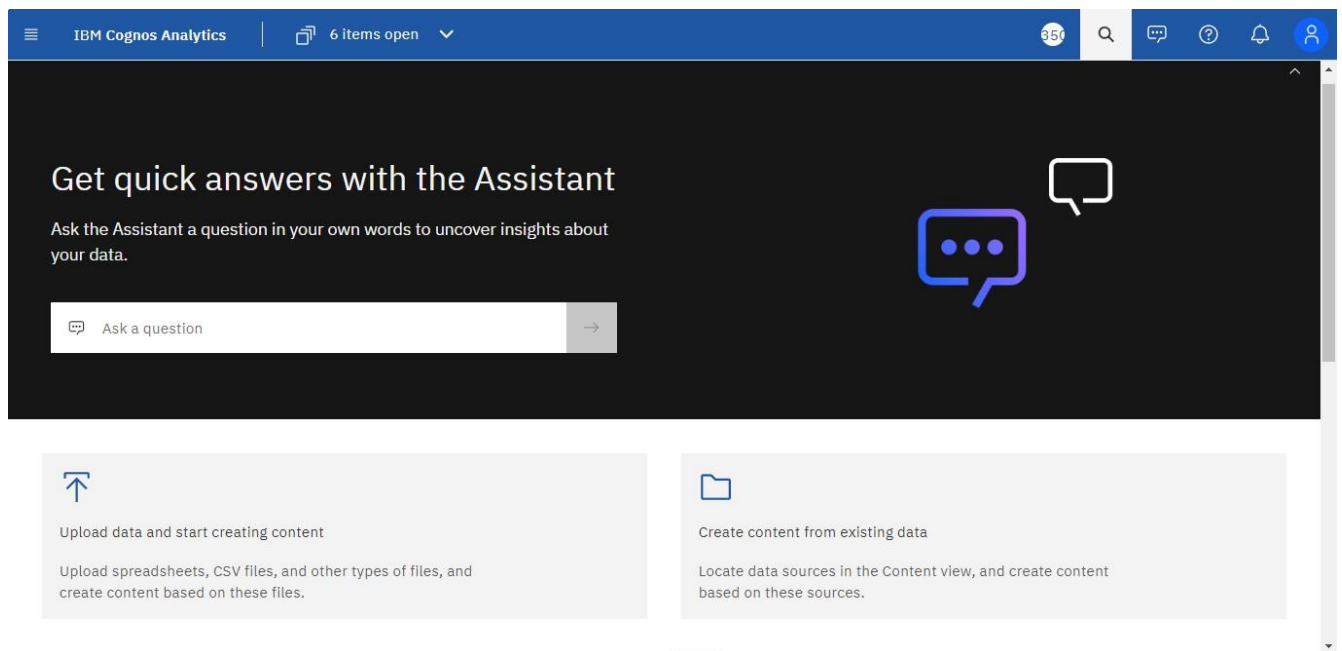 IBM Cognos Analytics
6 items open
350
Get quick answers with the Assistant
Ask the Assistant a question in your own words to uncover insights about
your data.
Ask a question
Upload data and start creating content
Upload spreadsheets, CSV files, and other types of files, and
create content based on these files.
Create content from existing data
Locate data sources in the Content view, and create content
based on these sources.